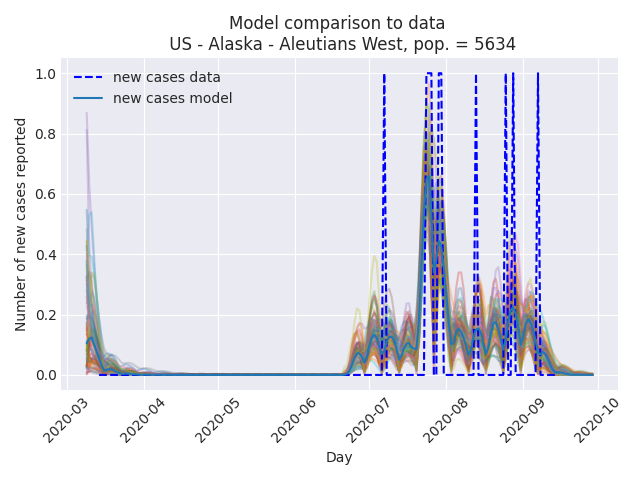 Model comparison to data
US - Alaska - Aleutians West, pop. = 5634
new cases data
new cases model
Number of new cases reported
1.0
0.8
0.6
0.4
0.2
0.0
2020-03
2020-04
2020-05
2020-06
2020-07
2020-08
2020-09
2020-10
Day